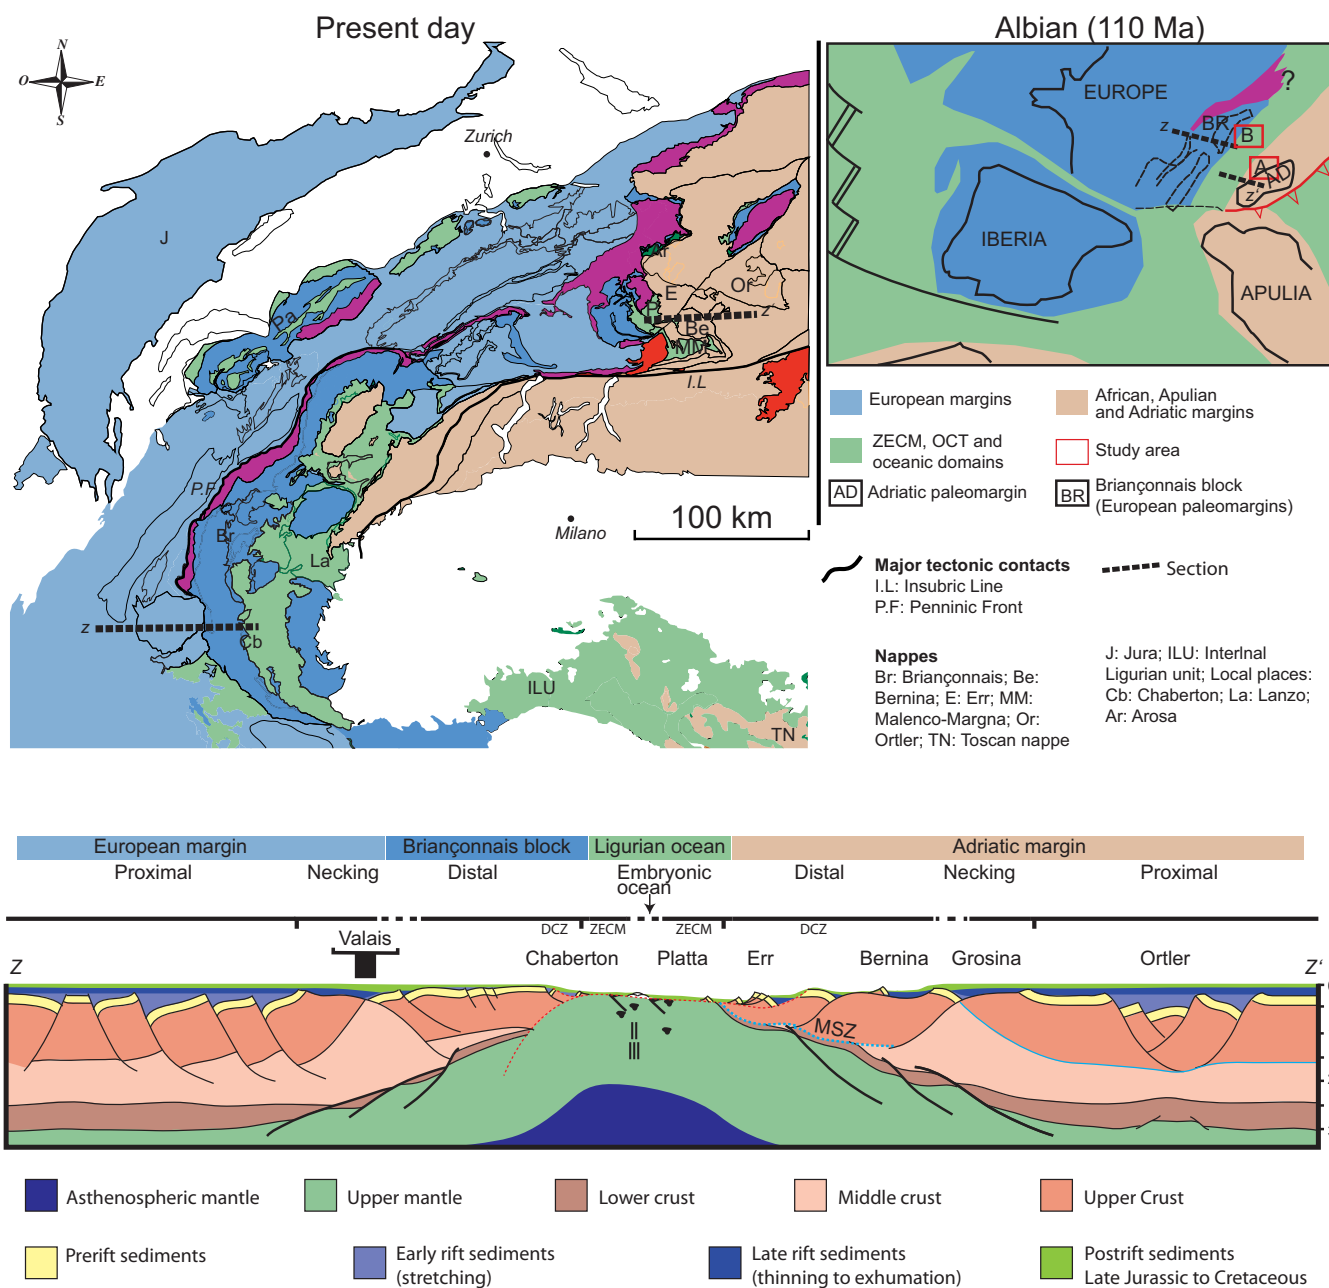 Present day
Albian (110 Ma)
N
O
E
S
Zurich
J
Pa
Ar
E
Or
P
z'
Be
MM
I.L
P.F
Br
La
Milano
100 km
z
Cb
ILU
TN
EUROPE
?
z
BR
B
A
AD
z'
IBERIA
APULIA
European margins
African, Apulian
and Adriatic margins
ZECM, OCT and
oceanic domains
Study area
AD Adriatic paleomargin
BR Briançonnais block
(European paleomargins)
Major tectonic contacts
I.L: Insubric Line
P.F: Penninic Front
Section
Nappes
Br: Briançonnais; Be:
Bernina; E: Err; MM:
Malenco-Margna; Or:
Ortler; TN: Toscan nappe
J: Jura; ILU: Interlnal
Ligurian unit; Local places:
Cb: Chaberton; La: Lanzo;
Ar: Arosa
European margin
Briançonnais block
Ligurian ocean
Adriatic margin
Proximal
Necking
Distal
Embryonic
ocean
Distal
Necking
Proximal
DCZ
ZECM
ZECM
DCZ
Valais
Chaberton
Platta
Err
Bernina
Grosina
Ortler
Z
Z'
MSZ
Asthenospheric mantle
Upper mantle
Lower crust
Middle crust
Upper Crust
Prerift sediments
Early rift sediments
(stretching)
Late rift sediments
(thinning to exhumation)
Postrift sediments
Late Jurassic to Cretaceous